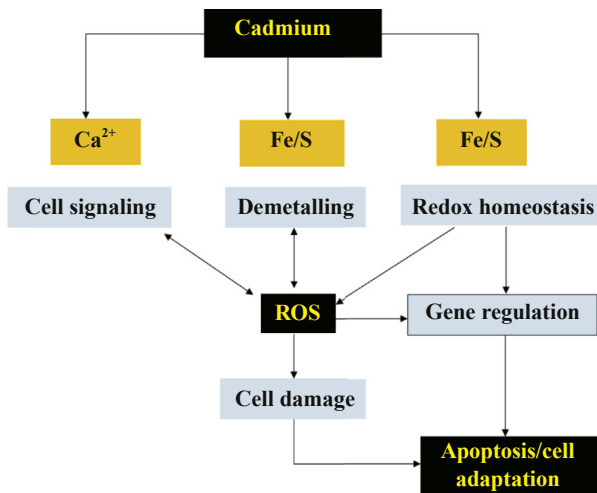 Cadmium
Ca²⁺
Fe/S
Fe/S
Cell signaling
Demetalling
Redox homeostasis
ROS
Gene regulation
Cell damage
Apoptosis/cell
adaptation